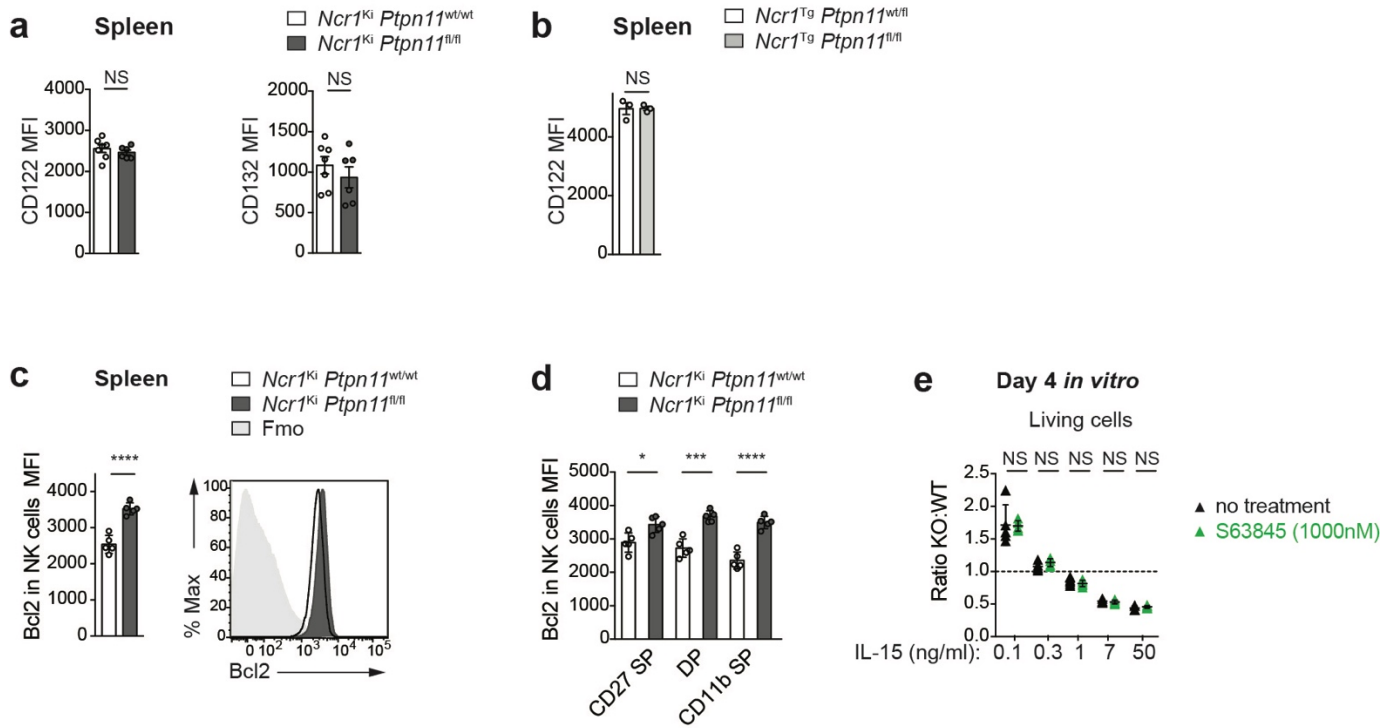 a Spleen
Ncr1Ki Ptpn11wt/wt
Ncr1Ki Ptpn11fl/fl
NS
CD122 MFI
4000
3000
2000
1000
0
NS
CD132 MFI
2000
1500
1000
500
0
b Spleen
Ncr1Tg Ptpn11wt/fl
Ncr1Tg Ptpn11fl/fl
NS
CD122 MFI
4000
2000
0
c Spleen
Ncr1Ki Ptpn11wt/wt
Ncr1Ki Ptpn11fl/fl
Fmo
****
Bcl2 in NK cells MFI
4000
3000
2000
1000
0
% Max
100
80
60
40
20
0
0 10² 10³ 10⁴ 10⁵
Bcl2
d
Ncr1Ki Ptpn11wt/wt
Ncr1Ki Ptpn11fl/fl
* *** ****
Bcl2 in NK cells MFI
5000
4000
3000
2000
1000
0
CD27 SP
DP
CD11b SP
e Day 4 in vitro
Living cells
NS NS NS NS NS
Ratio KO:WT
2.5
2.0
1.5
1.0
0.5
0.0
IL-15 (ng/ml): 0.1 0.3 1 7 50
no treatment
S63845 (1000nM)